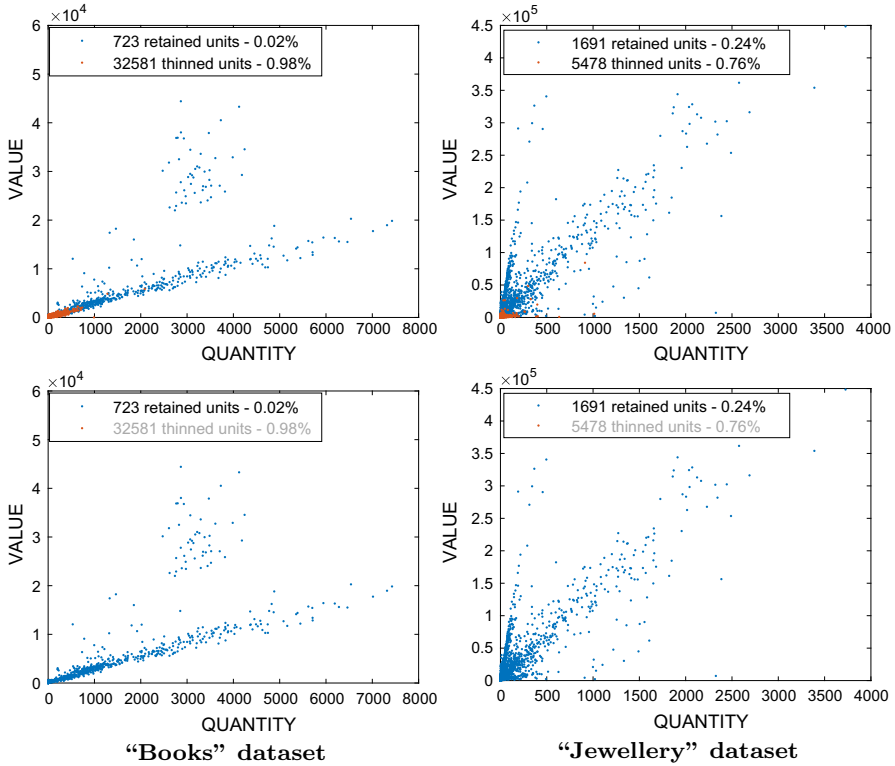 ×10^4
6
5
4
3
2
1
0
0 1000 2000 3000 4000 5000 6000 7000 8000
VALUE
QUANTITY
723 retained units - 0.02%
32581 thinned units - 0.98%
×10^5
4.5
4
3.5
3
2.5
2
1.5
1
0.5
0
0 500 1000 1500 2000 2500 3000 3500 4000
VALUE
QUANTITY
1691 retained units - 0.24%
5478 thinned units - 0.76%
×10^4
6
5
4
3
2
1
0
0 1000 2000 3000 4000 5000 6000 7000 8000
VALUE
QUANTITY
723 retained units - 0.02%
32581 thinned units - 0.98%
×10^5
4.5
4
3.5
3
2.5
2
1.5
1
0.5
0
0 500 1000 1500 2000 2500 3000 3500 4000
VALUE
QUANTITY
1691 retained units - 0.24%
5478 thinned units - 0.76%
“Books” dataset
“Jewellery” dataset